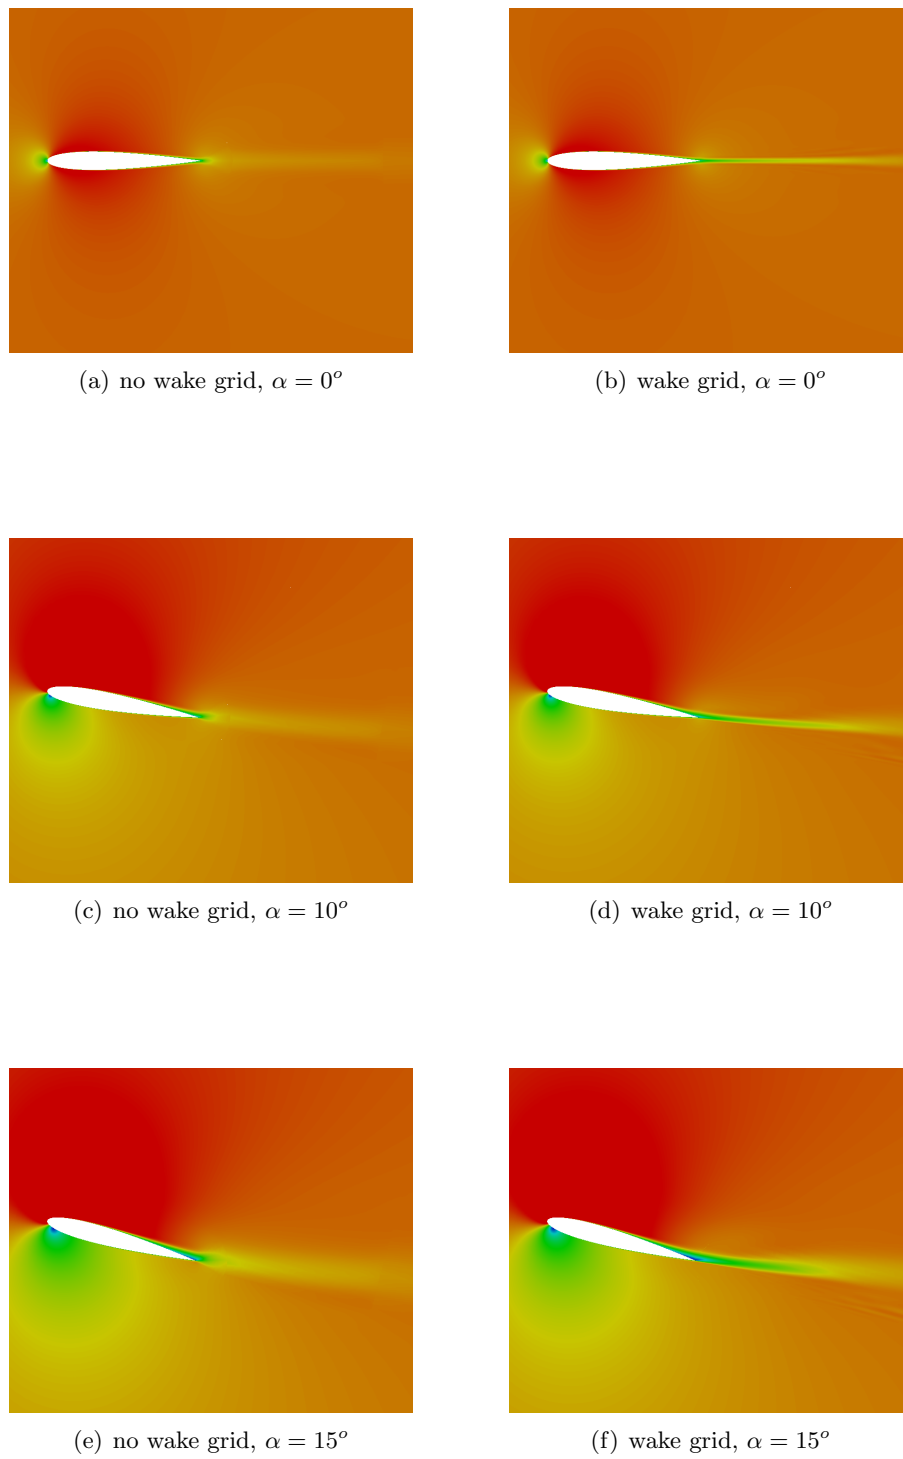 (a) no wake grid, α = 0° (b) wake grid, α = 0°
(c) no wake grid, α = 10° (d) wake grid, α = 10°
(e) no wake grid, α = 15° (f) wake grid, α = 15°